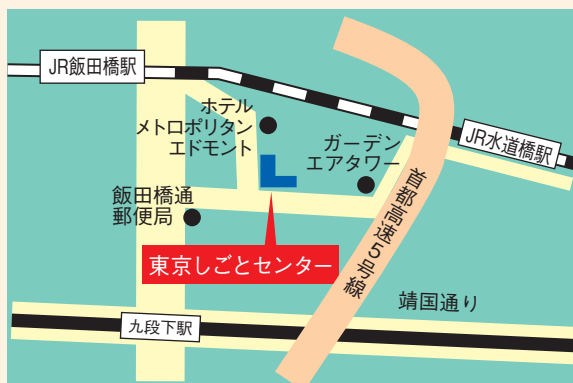 JR飯田橋駅
ホテル
メトロポリタン
エドモント
ガーデン
エアタワー
JR水道橋駅
飯田橋通
郵便局
東京しごとセンター
首都高速5号線
靖国通り
九段下駅